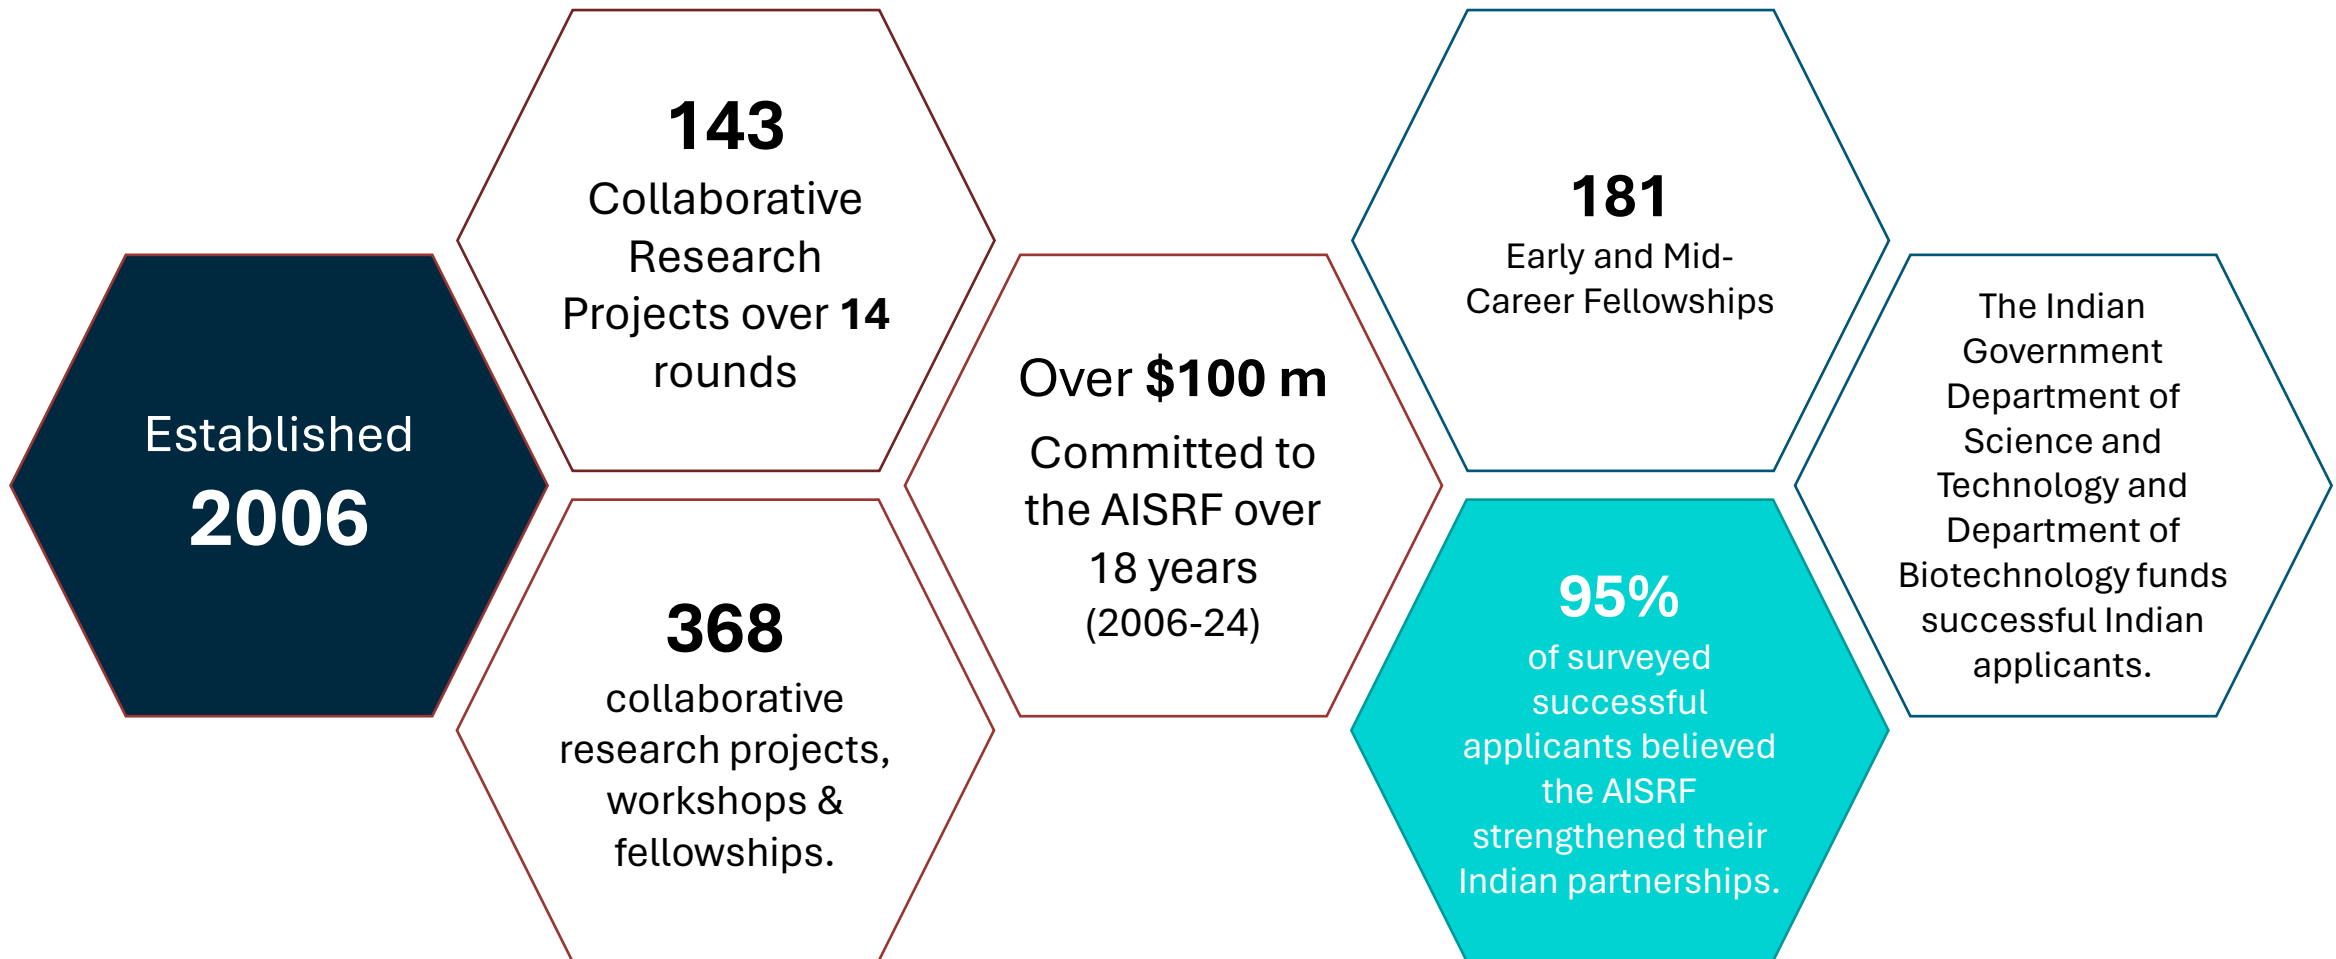 Established
2006
143
Collaborative
Research
Projects over 14
rounds
368
collaborative
research projects,
workshops &
fellowships.
Over $100 m
Committed to
the AISRF over
18 years
(2006-24)
181
Early and Mid-
Career Fellowships
95%
of surveyed
successful
applicants believed
the AISRF
strengthened their
Indian partnerships.
The Indian
Government
Department of
Science and
Technology and
Department of
Biotechnology funds
successful Indian
applicants.